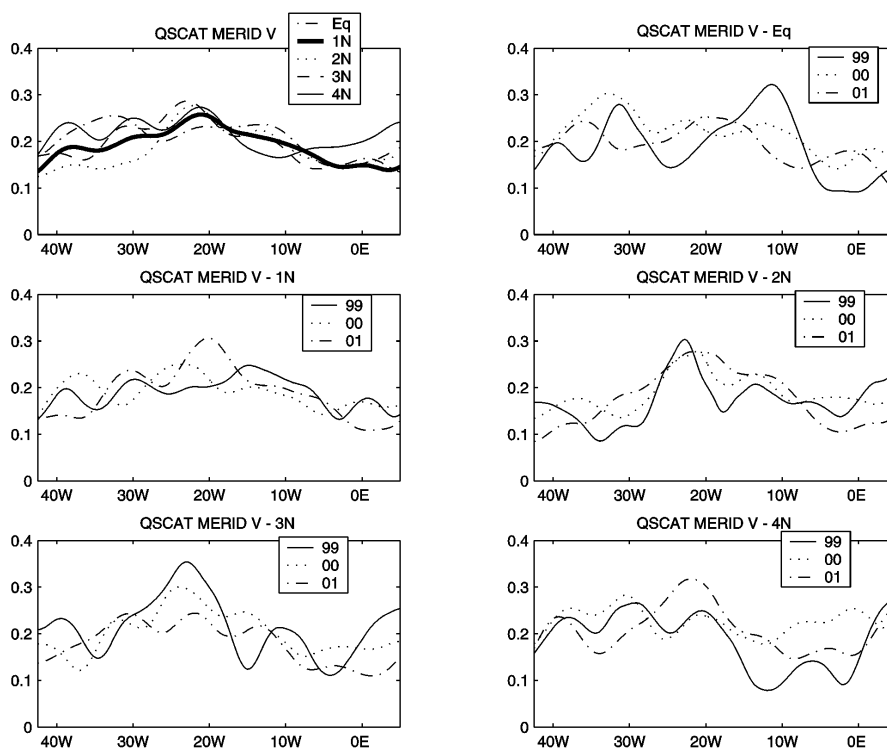 QSCAT MERID V
Eq
1N
2N
3N
4N
0.4
0.3
0.2
0.1
0
40W 30W 20W 10W 0E
QSCAT MERID V - Eq
99
00
01
0.4
0.3
0.2
0.1
0
40W 30W 20W 10W 0E
QSCAT MERID V - 1N
99
00
01
0.4
0.3
0.2
0.1
0
40W 30W 20W 10W 0E
QSCAT MERID V - 2N
99
00
01
0.4
0.3
0.2
0.1
0
40W 30W 20W 10W 0E
QSCAT MERID V - 3N
99
00
01
0.4
0.3
0.2
0.1
0
40W 30W 20W 10W 0E
QSCAT MERID V - 4N
99
00
01
0.4
0.3
0.2
0.1
0
40W 30W 20W 10W 0E